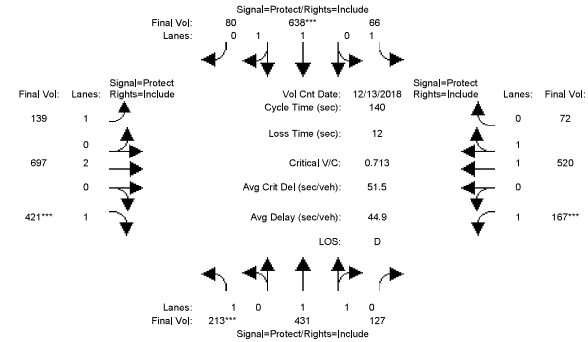 Signal=Protect/Rights=Include
Final Vol: 80 638*** 66
Lanes: 0 1 1 0 1
Signal=Protect Signal=Protect
Final Vol: Lanes: Rights=Include Vol Cnt Date: 12/13/2018 Rights=Include Lanes: Final Vol:
Cycle Time (sec): 140
139 1 0 72
Loss Time (sec): 12
0 1
697 2 Critical V/C: 0.713 1 520
0 Avg Crit Del (sec/veh): 51.5 0
421*** 1 Avg Delay (sec/veh): 44.9 1 167***
LOS: D
Lanes: 1 0 1 1 0
Final Vol: 213*** 431 127
Signal=Protect/Rights=Include